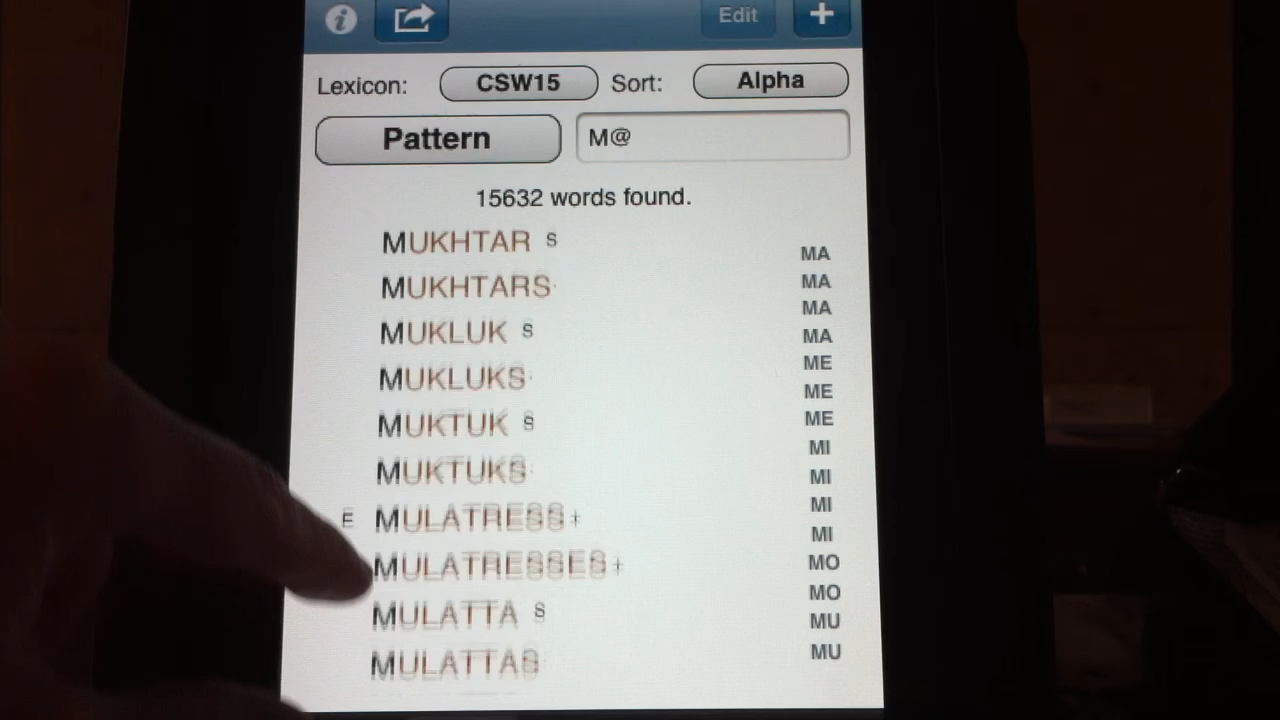 i Edit +
Lexicon: CSW15 Sort: Alpha
Pattern M@
15632 words found.
MUKHTAR S
MUKHTARS·
MUKLUK S
MUKLUKS·
MUKTUK S
MUKTUKS·
E MULATRESS+
MULATRESSES+
MULATTA S
MULATTAS
MA
MA
MA
MA
ME
ME
ME
MI
MI
MI
MI
MO
MO
MU
MU